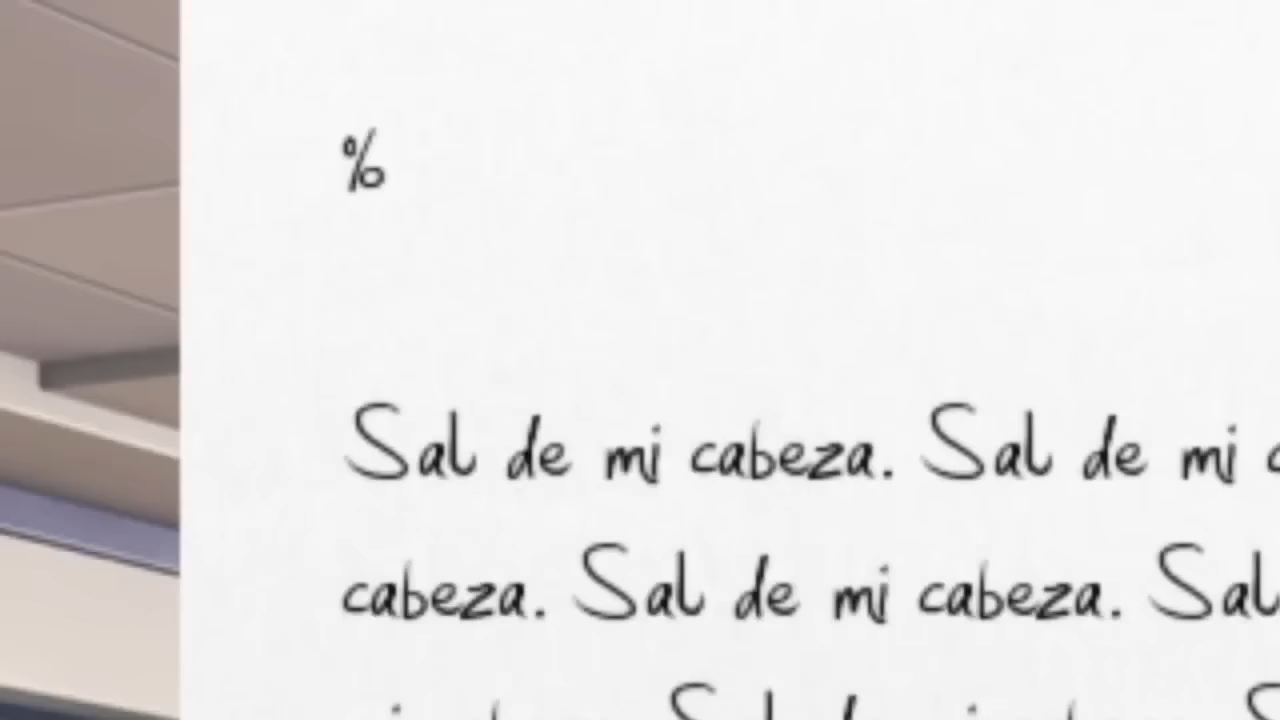 %
Sal de mi cabeza. Sal de mi
cabeza. Sal de mi cabeza. Sal